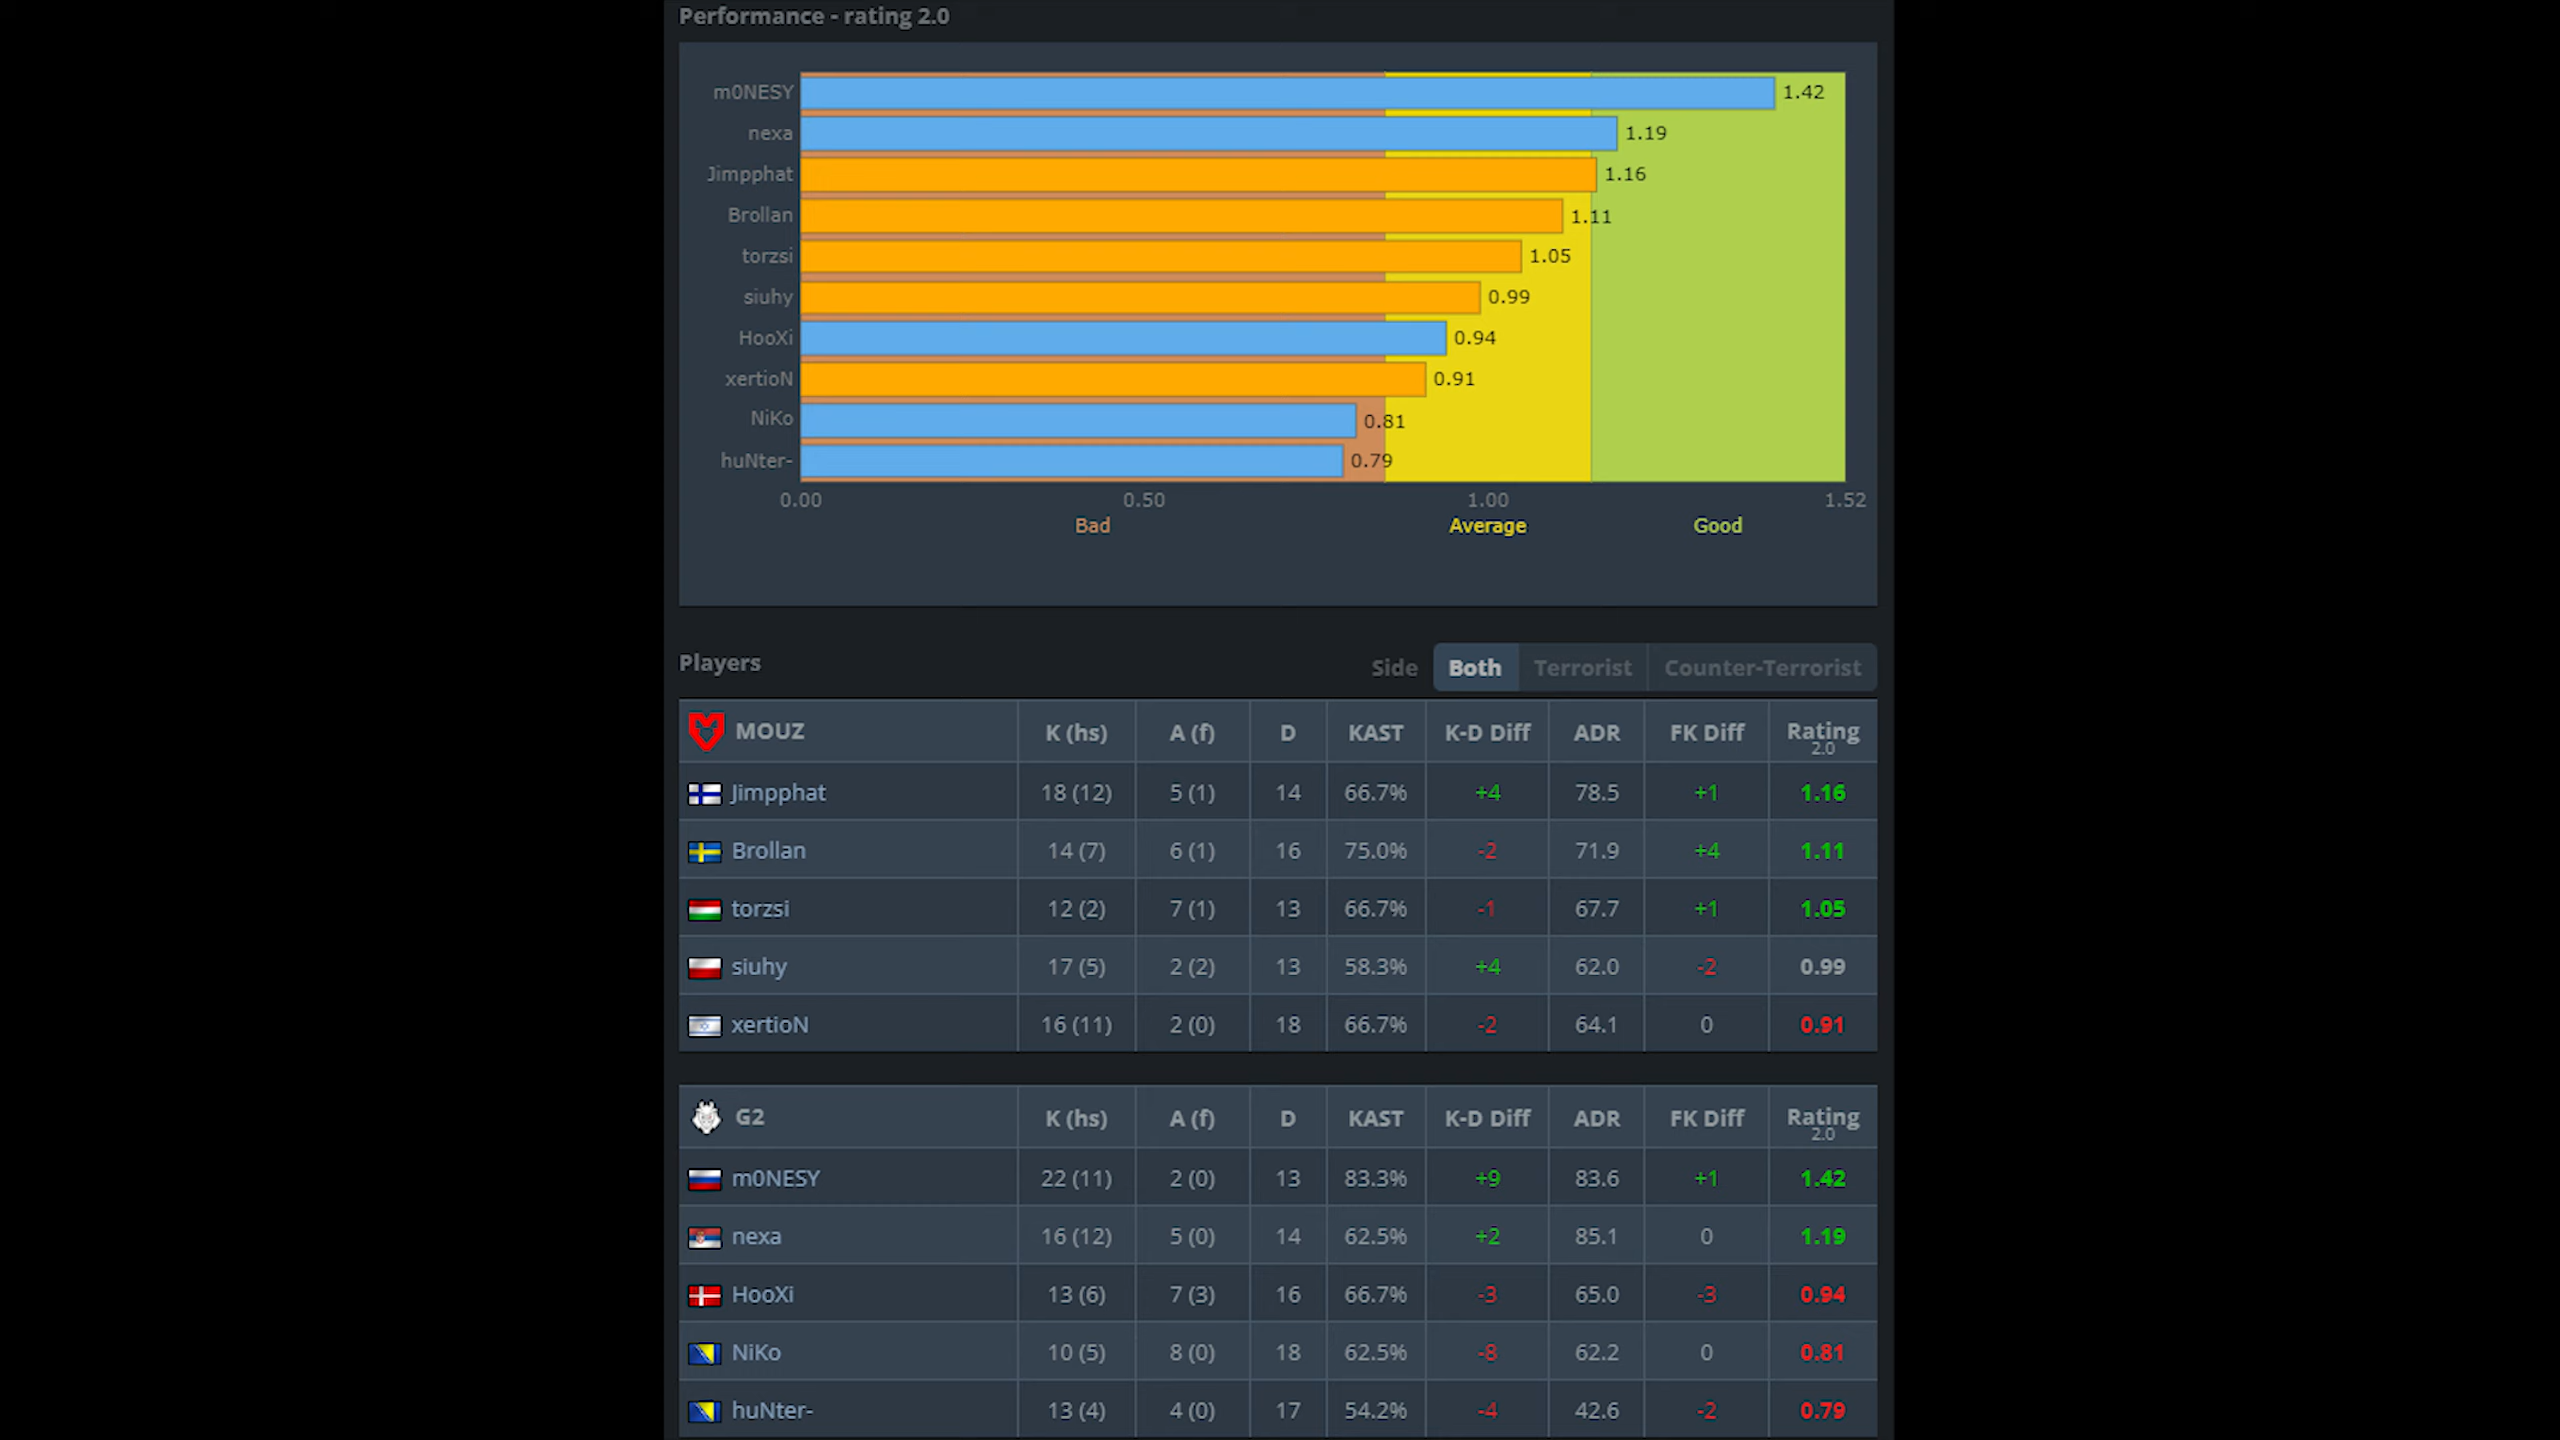 Performance - rating 2.0
m0NESY 1.42
nexa 1.19
Jimpphat 1.16
Brollan 1.11
torzsi 1.05
siuhy 0.99
HooXi 0.94
xertioN 0.91
NiKo 0.81
huNter- 0.79
0.00 0.50 1.00 1.52
Bad Average Good
Players Side Both Terrorist Counter-Terrorist
MOUZ K (hs) A (f) D KAST K-D Diff ADR FK Diff Rating 2.0
Jimpphat 18 (12) 5 (1) 14 66.7% +4 78.5 +1 1.16
Brollan 14 (7) 6 (1) 16 75.0% -2 71.9 +4 1.11
torzsi 12 (2) 7 (1) 13 66.7% -1 67.7 +1 1.05
siuhy 17 (5) 2 (2) 13 58.3% +4 62.0 -2 0.99
xertioN 16 (11) 2 (0) 18 66.7% -2 64.1 0 0.91
G2 K (hs) A (f) D KAST K-D Diff ADR FK Diff Rating 2.0
m0NESY 22 (11) 2 (0) 13 83.3% +9 83.6 +1 1.42
nexa 16 (12) 5 (0) 14 62.5% +2 85.1 0 1.19
HooXi 13 (6) 7 (3) 16 66.7% -3 65.0 -3 0.94
NiKo 10 (5) 8 (0) 18 62.5% -8 62.2 0 0.81
huNter- 13 (4) 4 (0) 17 54.2% -4 42.6 -2 0.79